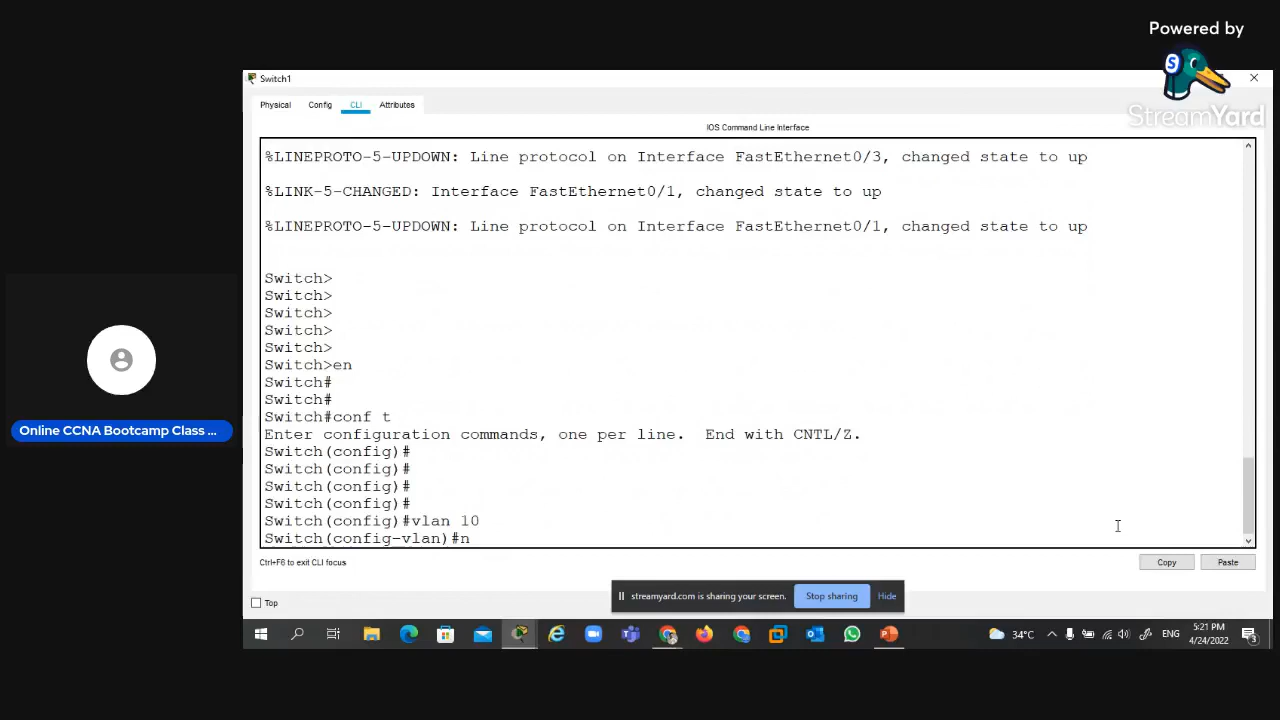 Powered by
StreamYard
Switch1
Physical Config CLI Attributes
IOS Command Line Interface
%LINEPROTO-5-UPDOWN: Line protocol on Interface FastEthernet0/3, changed state to up
%LINK-5-CHANGED: Interface FastEthernet0/1, changed state to up
%LINEPROTO-5-UPDOWN: Line protocol on Interface FastEthernet0/1, changed state to up
Switch>
Switch>
Switch>
Switch>
Switch>
Switch>en
Switch#
Switch#
Switch#conf t
Enter configuration commands, one per line.  End with CNTL/Z.
Switch(config)#
Switch(config)#
Switch(config)#
Switch(config)#
Switch(config)#vlan 10
Switch(config-vlan)#n
Ctrl+F6 to exit CLI focus
Copy Paste
Top
streamyard.com is sharing your screen. Stop sharing Hide
Online CCNA Bootcamp Class ...
34°C ENG 5:21 PM
4/24/2022
3